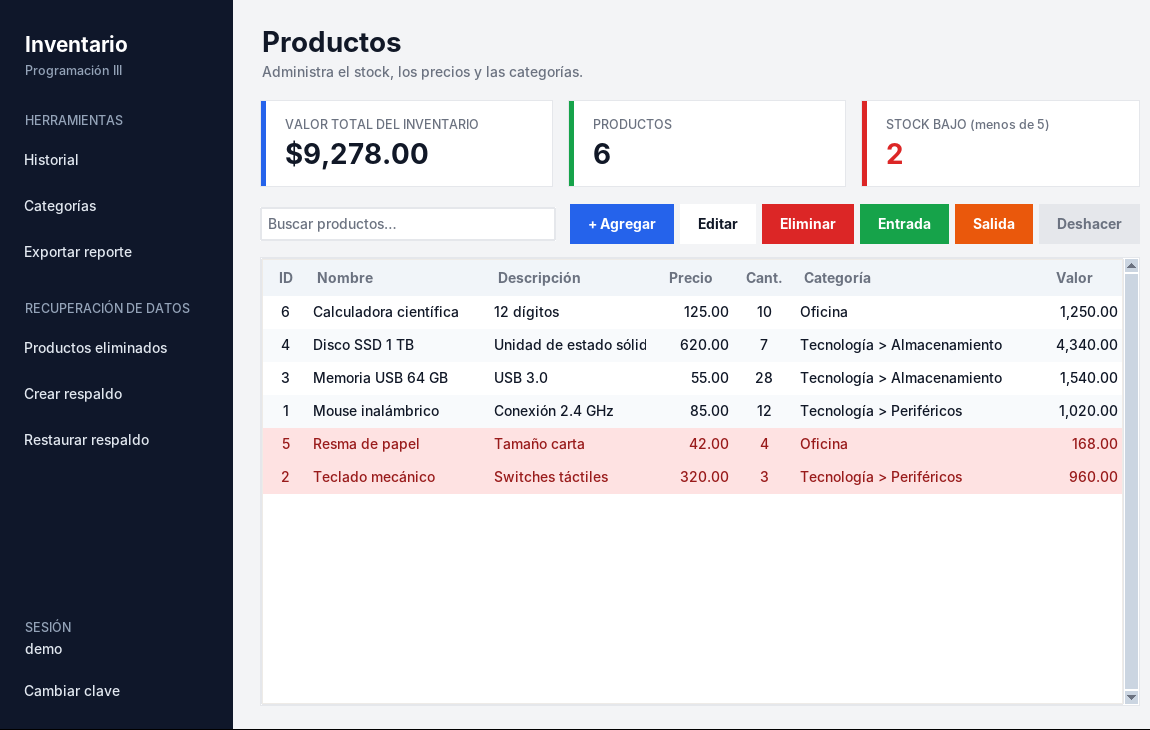 Inventario
Programación III
HERRAMIENTAS
Historial
Categorías
Exportar reporte
RECUPERACIÓN DE DATOS
Productos eliminados
Crear respaldo
Restaurar respaldo
SESIÓN
demo
Cambiar clave
Productos
Administra el stock, los precios y las categorías.
VALOR TOTAL DEL INVENTARIO
$9,278.00
PRODUCTOS
6
STOCK BAJO (menos de 5)
2
Buscar productos... + Agregar Editar Eliminar Entrada Salida Deshacer
ID Nombre Descripción Precio Cant. Categoría Valor
6 Calculadora científica 12 dígitos 125.00 10 Oficina 1,250.00
4 Disco SSD 1 TB Unidad de estado sólid 620.00 7 Tecnología > Almacenamiento 4,340.00
3 Memoria USB 64 GB USB 3.0 55.00 28 Tecnología > Almacenamiento 1,540.00
1 Mouse inalámbrico Conexión 2.4 GHz 85.00 12 Tecnología > Periféricos 1,020.00
5 Resma de papel Tamaño carta 42.00 4 Oficina 168.00
2 Teclado mecánico Switches táctiles 320.00 3 Tecnología > Periféricos 960.00